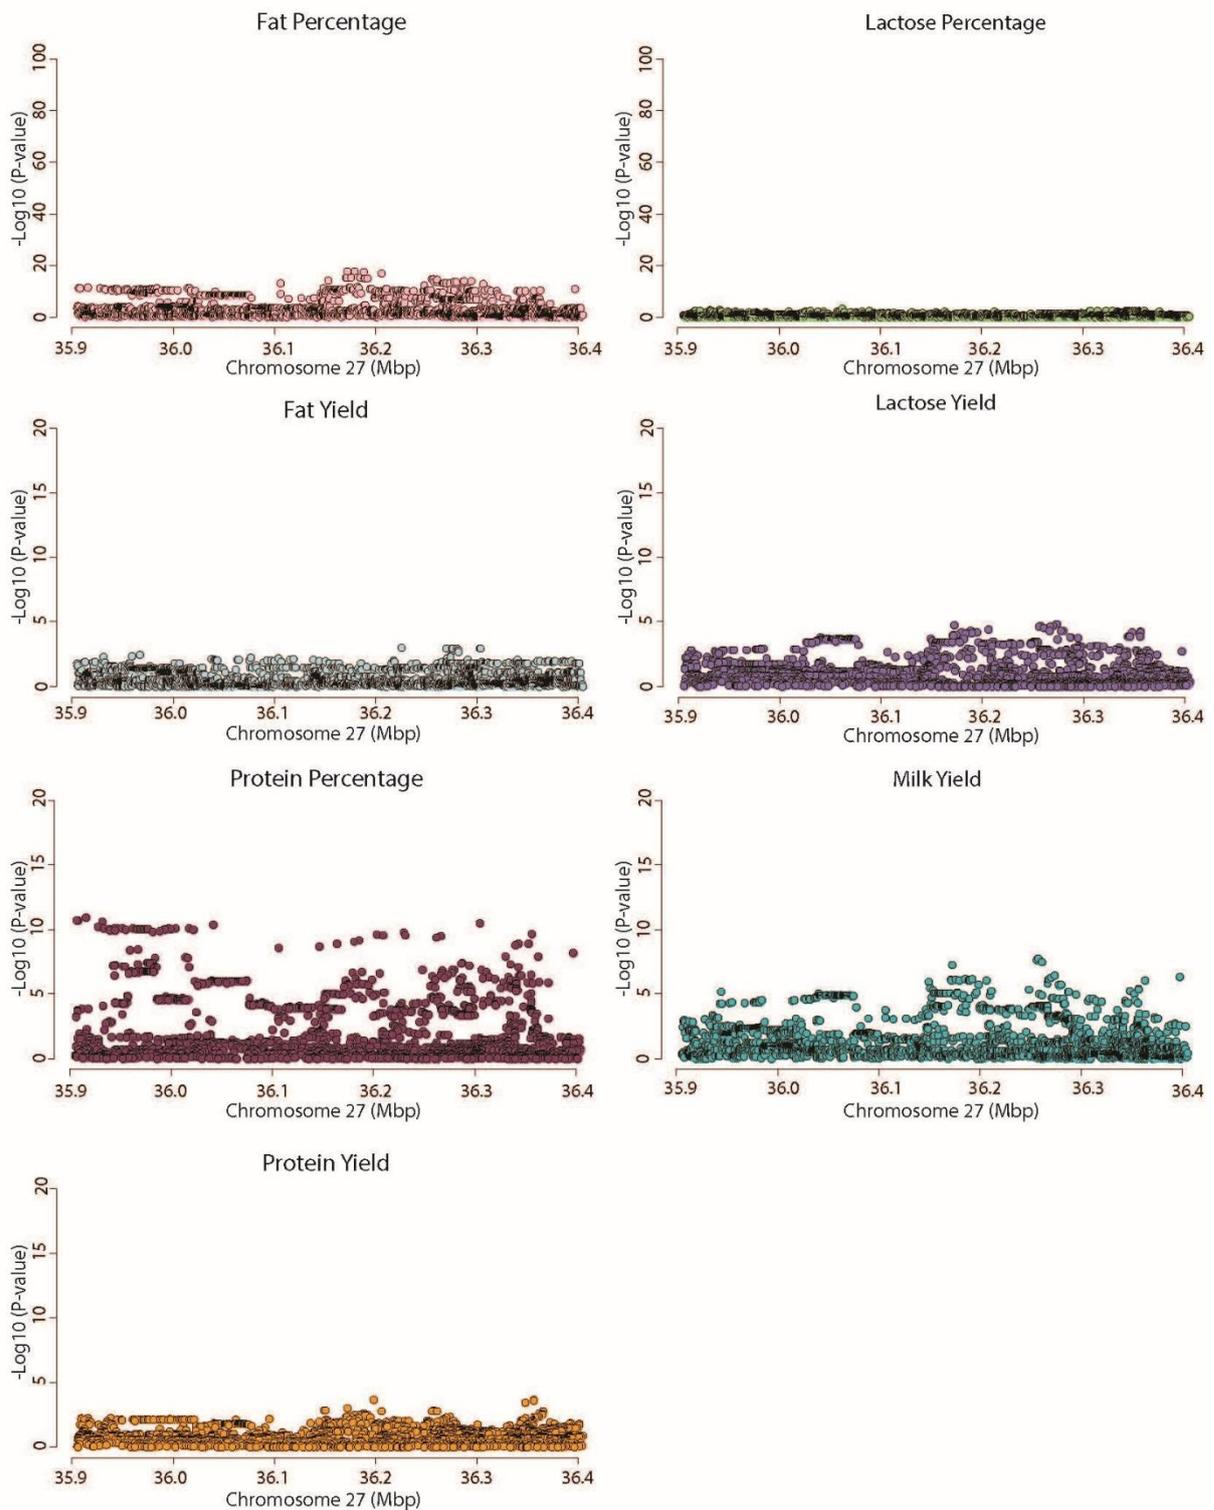 Fat Percentage
-Log10 (P-value)
100
80
60
40
20
0
35.9 36.0 36.1 36.2 36.3 36.4
Chromosome 27 (Mbp)
Lactose Percentage
-Log10 (P-value)
100
80
60
40
20
0
35.9 36.0 36.1 36.2 36.3 36.4
Chromosome 27 (Mbp)
Fat Yield
-Log10 (P-value)
20
15
10
5
0
35.9 36.0 36.1 36.2 36.3 36.4
Chromosome 27 (Mbp)
Lactose Yield
-Log10 (P-value)
20
15
10
5
0
35.9 36.0 36.1 36.2 36.3 36.4
Chromosome 27 (Mbp)
Protein Percentage
-Log10 (P-value)
20
15
10
5
0
35.9 36.0 36.1 36.2 36.3 36.4
Chromosome 27 (Mbp)
Milk Yield
-Log10 (P-value)
20
15
10
5
0
35.9 36.0 36.1 36.2 36.3 36.4
Chromosome 27 (Mbp)
Protein Yield
-Log10 (P-value)
20
15
10
5
0
35.9 36.0 36.1 36.2 36.3 36.4
Chromosome 27 (Mbp)